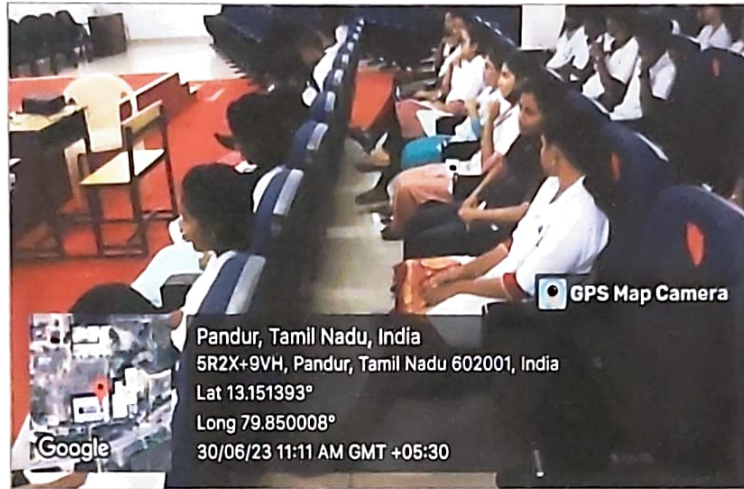 GPS Map Camera
Pandur, Tamil Nadu, India
5R2X+9VH, Pandur, Tamil Nadu 602001, India
Lat 13.151393°
Long 79.850008°
30/06/23 11:11 AM GMT +05:30
Google